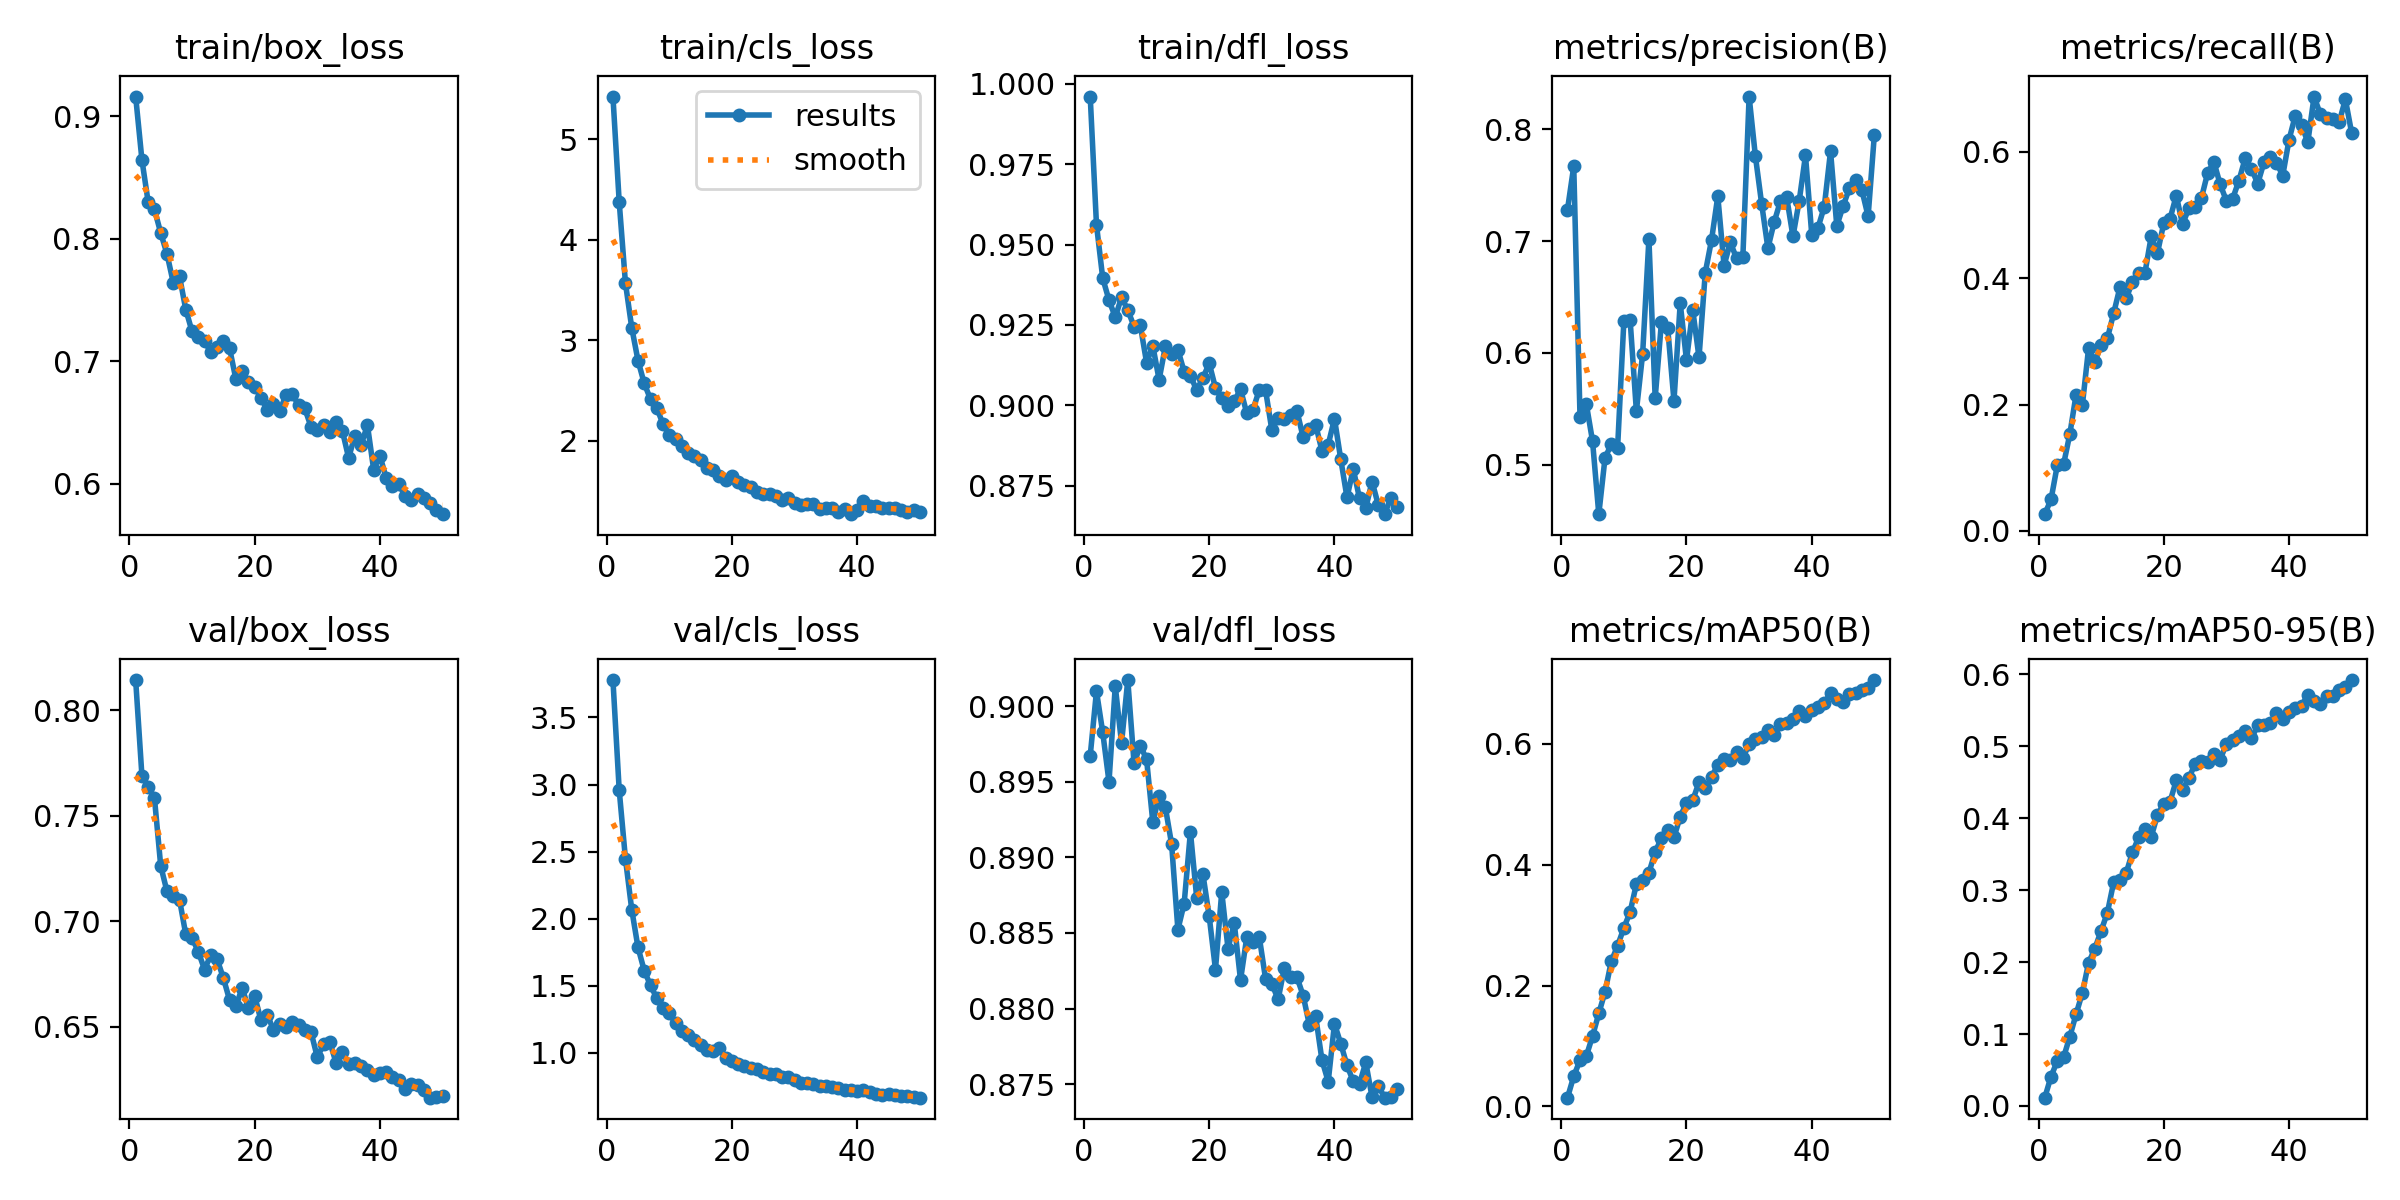 train/box_loss
0.9
0.8
0.7
0.6
0 20 40
train/cls_loss
results
smooth
5
4
3
2
0 20 40
train/dfl_loss
1.000
0.975
0.950
0.925
0.900
0.875
0 20 40
metrics/precision(B)
0.8
0.7
0.6
0.5
0 20 40
metrics/recall(B)
0.6
0.4
0.2
0.0
0 20 40
val/box_loss
0.80
0.75
0.70
0.65
0 20 40
val/cls_loss
3.5
3.0
2.5
2.0
1.5
1.0
0 20 40
val/dfl_loss
0.900
0.895
0.890
0.885
0.880
0.875
0 20 40
metrics/mAP50(B)
0.6
0.4
0.2
0.0
0 20 40
metrics/mAP50-95(B)
0.6
0.5
0.4
0.3
0.2
0.1
0.0
0 20 40